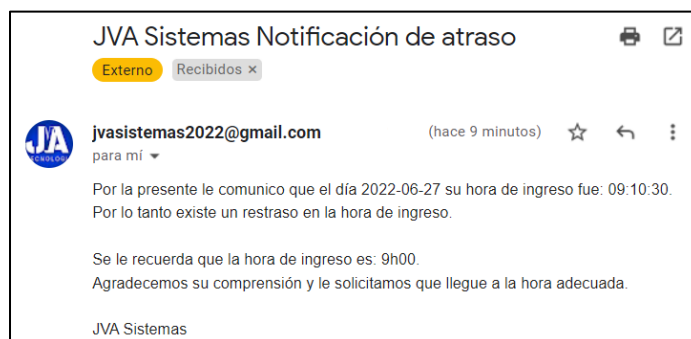 JVA Sistemas Notificación de atraso
Externo Recibidos ×
JVA
ECNOLOGI
jvasistemas2022@gmail.com (hace 9 minutos)
para mí
Por la presente le comunico que el día 2022-06-27 su hora de ingreso fue: 09:10:30.
Por lo tanto existe un restraso en la hora de ingreso.
Se le recuerda que la hora de ingreso es: 9h00.
Agradecemos su comprensión y le solicitamos que llegue a la hora adecuada.
JVA Sistemas